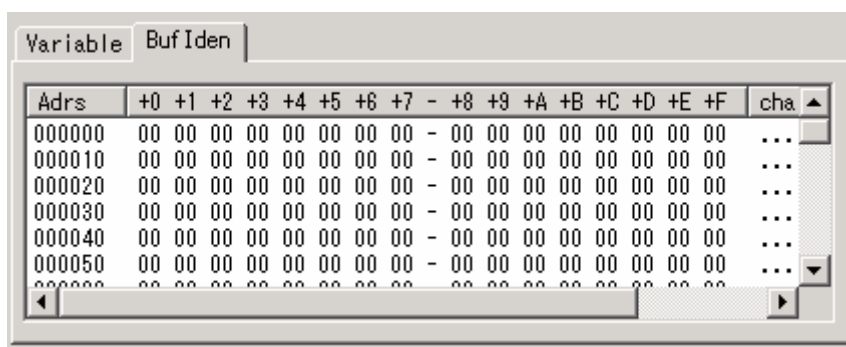 Variable BufIden
Adrs +0 +1 +2 +3 +4 +5 +6 +7 - +8 +9 +A +B +C +D +E +F cha
000000 00 00 00 00 00 00 00 00 - 00 00 00 00 00 00 00 00 ...
000010 00 00 00 00 00 00 00 00 - 00 00 00 00 00 00 00 00 ...
000020 00 00 00 00 00 00 00 00 - 00 00 00 00 00 00 00 00 ...
000030 00 00 00 00 00 00 00 00 - 00 00 00 00 00 00 00 00 ...
000040 00 00 00 00 00 00 00 00 - 00 00 00 00 00 00 00 00 ...
000050 00 00 00 00 00 00 00 00 - 00 00 00 00 00 00 00 00 ...